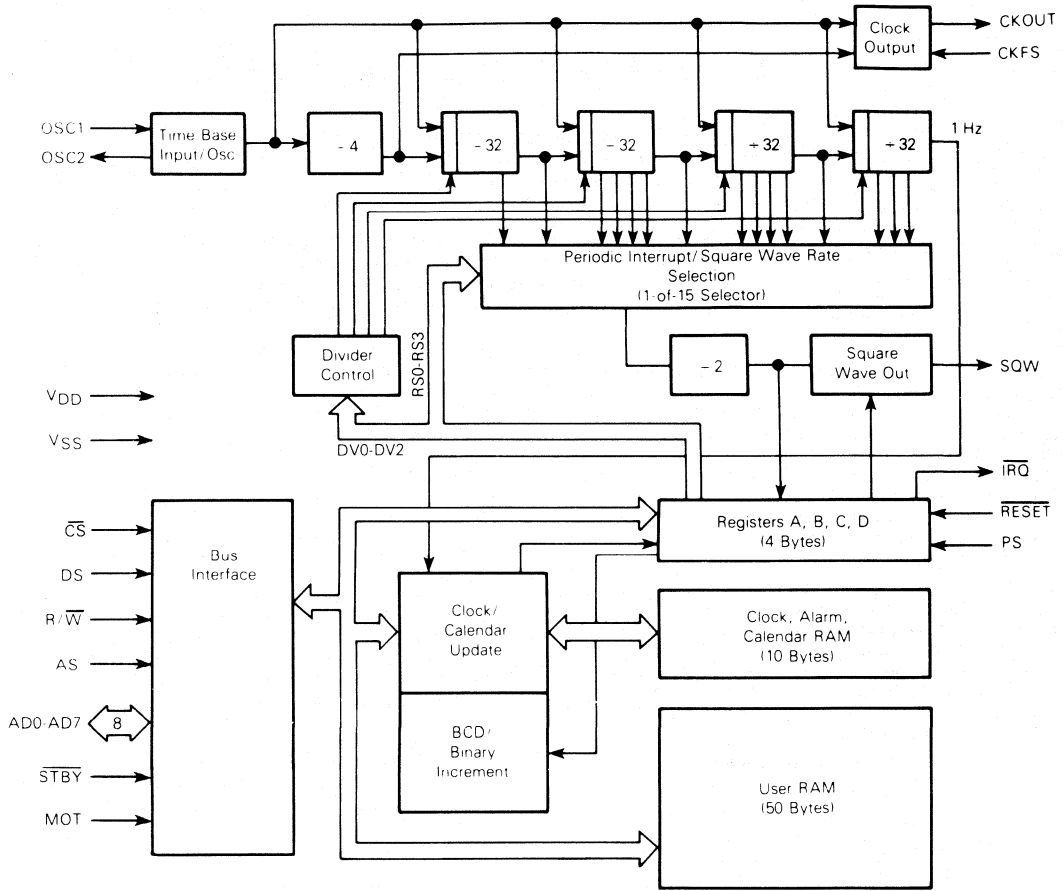 CKOUT
Clock
Output
CKFS
OSC1
OSC2
Time Base
Input/Osc
÷ 4
÷ 32
÷ 32
÷ 32
÷ 32
1 Hz
Periodic Interrupt/Square Wave Rate
Selection
(1-of-15 Selector)
RS0-RS3
Divider
Control
÷ 2
Square
Wave Out
SQW
VDD
VSS
DV0-DV2
IRQ
Registers A, B, C, D
(4 Bytes)
RESET
PS
CS
DS
R/W
AS
AD0-AD7
8
STBY
MOT
Bus
Interface
Clock/
Calendar
Update
Clock, Alarm,
Calendar RAM
(10 Bytes)
BCD/
Binary
Increment
User RAM
(50 Bytes)